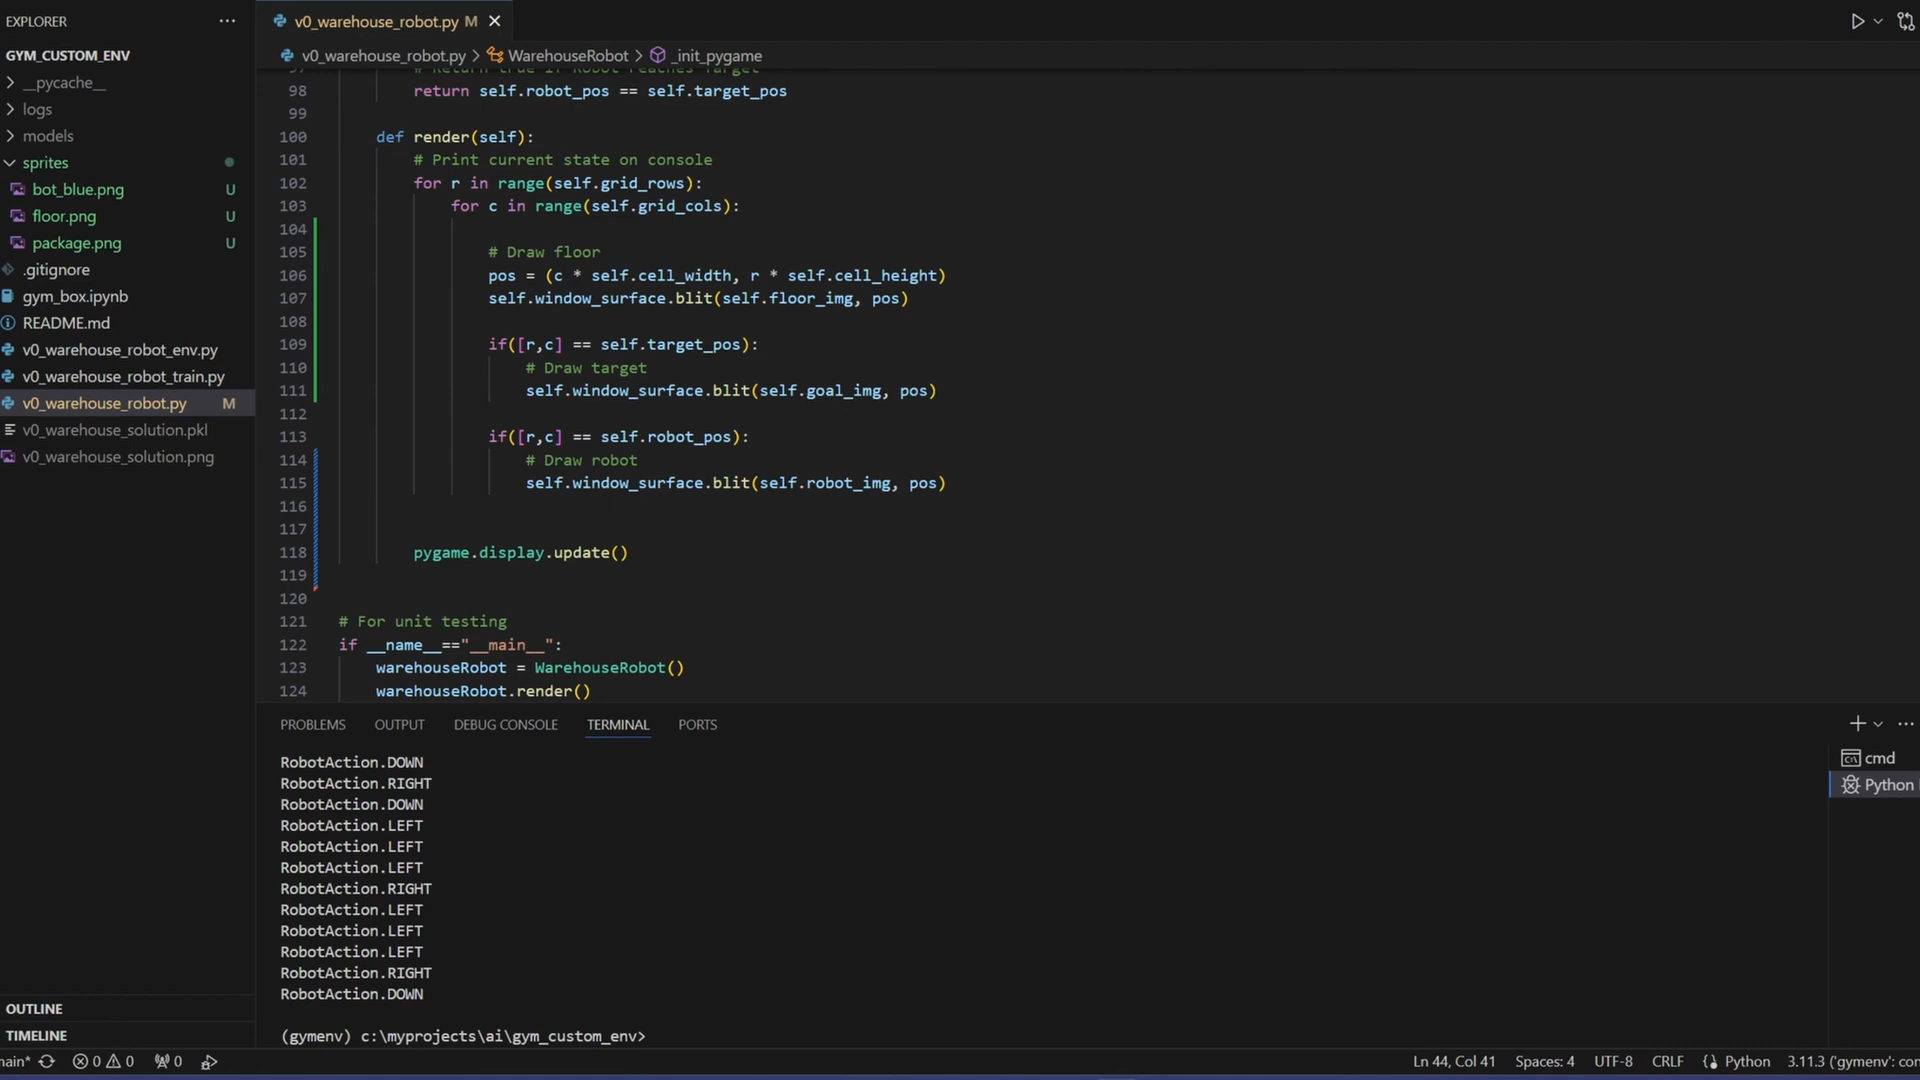 EXPLORER
v0_warehouse_robot.py M
GYM_CUSTOM_ENV
v0_warehouse_robot.py > WarehouseRobot > _init_pygame
__pycache__
logs
models
sprites
bot_blue.png U
floor.png U
package.png U
.gitignore
gym_box.ipynb
README.md
v0_warehouse_robot_env.py
v0_warehouse_robot_train.py
v0_warehouse_robot.py M
v0_warehouse_solution.pkl
v0_warehouse_solution.png
OUTLINE
TIMELINE
97 # Return true if Robot reaches Target
98 return self.robot_pos == self.target_pos
99
100 def render(self):
101 # Print current state on console
102 for r in range(self.grid_rows):
103 for c in range(self.grid_cols):
104
105 # Draw floor
106 pos = (c * self.cell_width, r * self.cell_height)
107 self.window_surface.blit(self.floor_img, pos)
108
109 if([r,c] == self.target_pos):
110 # Draw target
111 self.window_surface.blit(self.goal_img, pos)
112
113 if([r,c] == self.robot_pos):
114 # Draw robot
115 self.window_surface.blit(self.robot_img, pos)
116
117
118 pygame.display.update()
119
120
121 # For unit testing
122 if __name__=="__main__":
123 warehouseRobot = WarehouseRobot()
124 warehouseRobot.render()
PROBLEMS OUTPUT DEBUG CONSOLE TERMINAL PORTS
RobotAction.DOWN
RobotAction.RIGHT
RobotAction.DOWN
RobotAction.LEFT
RobotAction.LEFT
RobotAction.LEFT
RobotAction.RIGHT
RobotAction.LEFT
RobotAction.LEFT
RobotAction.LEFT
RobotAction.RIGHT
RobotAction.DOWN
(gymenv) c:\myprojects\ai\gym_custom_env>
cmd
Python
0 0 0 Ln 44, Col 41 Spaces: 4 UTF-8 CRLF Python 3.11.3 ('gymenv':